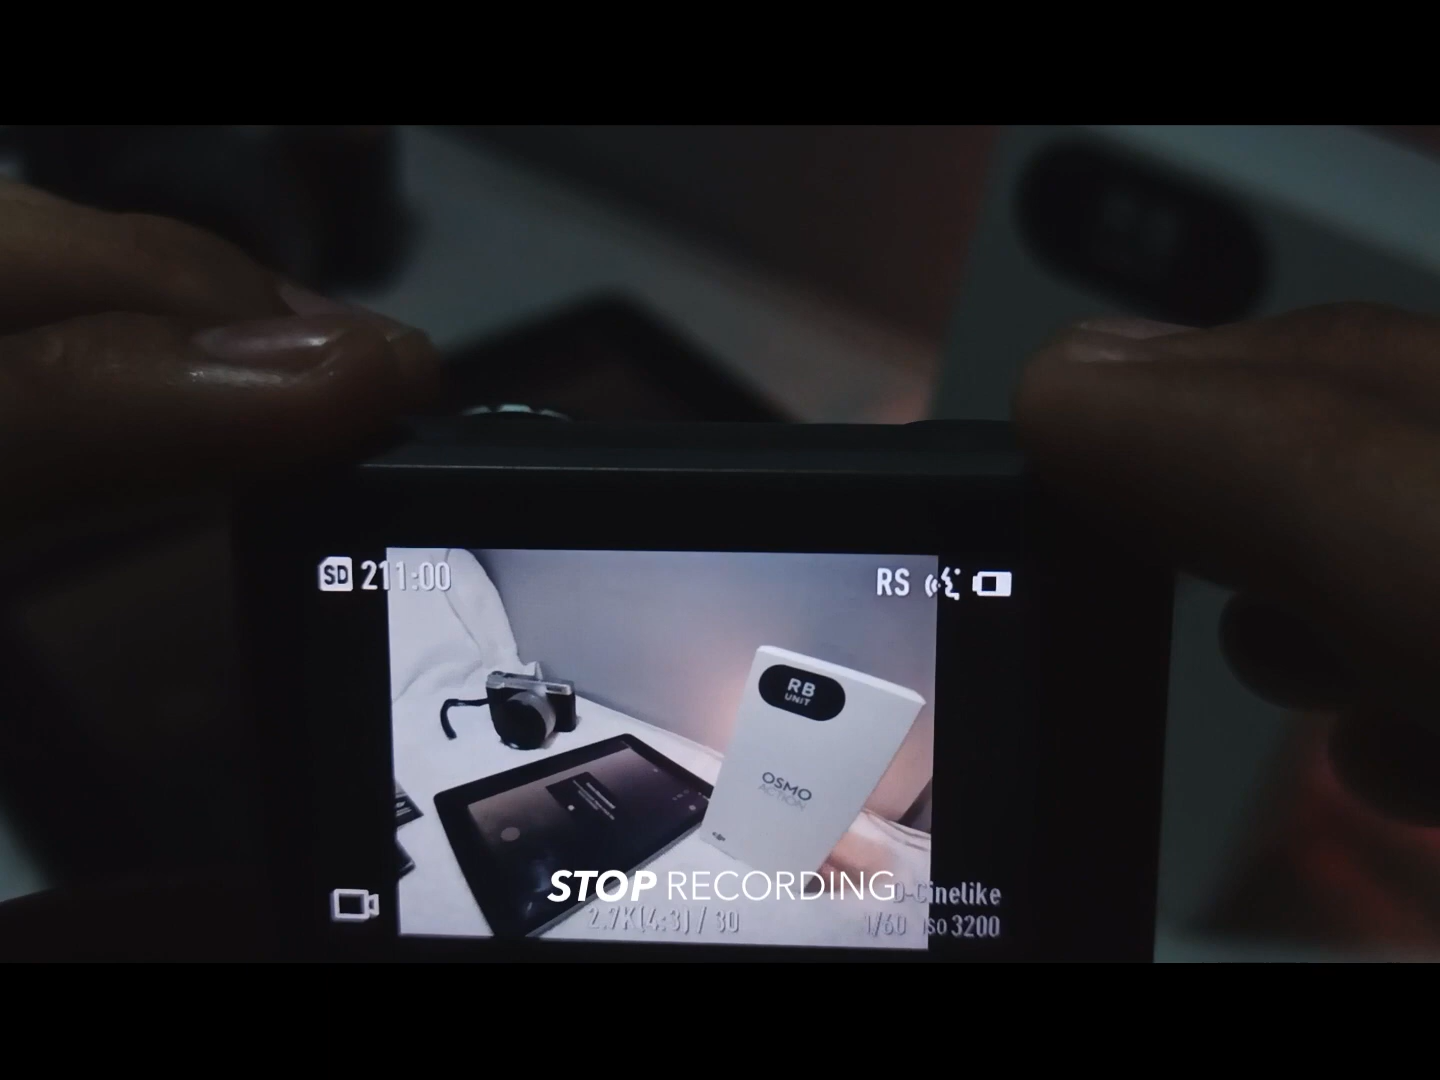 SD 211:00
RS
RB
UNIT
OSMO
ACTION
STOP RECORDING
D-Cinelike
2.7K(4:3) / 30
1/60 iso 3200